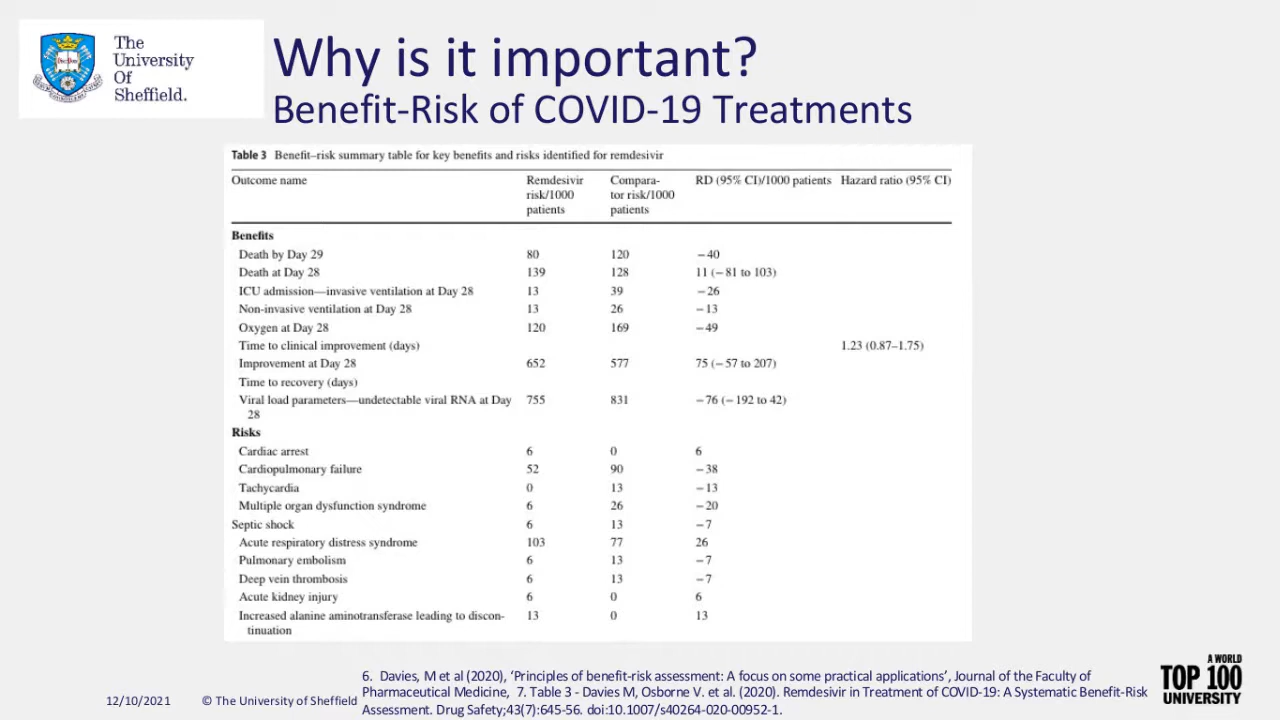 The
University
Of
Sheffield.
Why is it important?
Benefit-Risk of COVID-19 Treatments
Table 3 Benefit–risk summary table for key benefits and risks identified for remdesivir
Outcome name Remdesivir risk/1000 patients Compara-tor risk/1000 patients RD (95% CI)/1000 patients Hazard ratio (95% CI)
Benefits
Death by Day 29 80 120 −40
Death at Day 28 139 128 11 (−81 to 103)
ICU admission—invasive ventilation at Day 28 13 39 −26
Non-invasive ventilation at Day 28 13 26 −13
Oxygen at Day 28 120 169 −49
Time to clinical improvement (days) 1.23 (0.87–1.75)
Improvement at Day 28 652 577 75 (−57 to 207)
Time to recovery (days)
Viral load parameters—undetectable viral RNA at Day 755 831 −76 (−192 to 42)
28
Risks
Cardiac arrest 6 0 6
Cardiopulmonary failure 52 90 −38
Tachycardia 0 13 −13
Multiple organ dysfunction syndrome 6 26 −20
Septic shock 6 13 −7
Acute respiratory distress syndrome 103 77 26
Pulmonary embolism 6 13 −7
Deep vein thrombosis 6 13 −7
Acute kidney injury 6 0 6
Increased alanine aminotransferase leading to discon- 13 0 13
tinuation
6. Davies, M et al (2020), ‘Principles of benefit-risk assessment: A focus on some practical applications’, Journal of the Faculty of
Pharmaceutical Medicine, 7. Table 3 - Davies M, Osborne V. et al. (2020). Remdesivir in Treatment of COVID-19: A Systematic Benefit-Risk
Assessment. Drug Safety;43(7):645-56. doi:10.1007/s40264-020-00952-1.
12/10/2021 © The University of Sheffield
A WORLD
TOP 100
UNIVERSITY